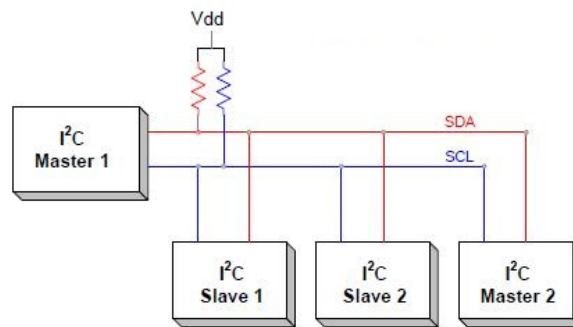 Vdd
I²C
Master 1
SDA
SCL
I²C
Slave 1
I²C
Slave 2
I²C
Master 2